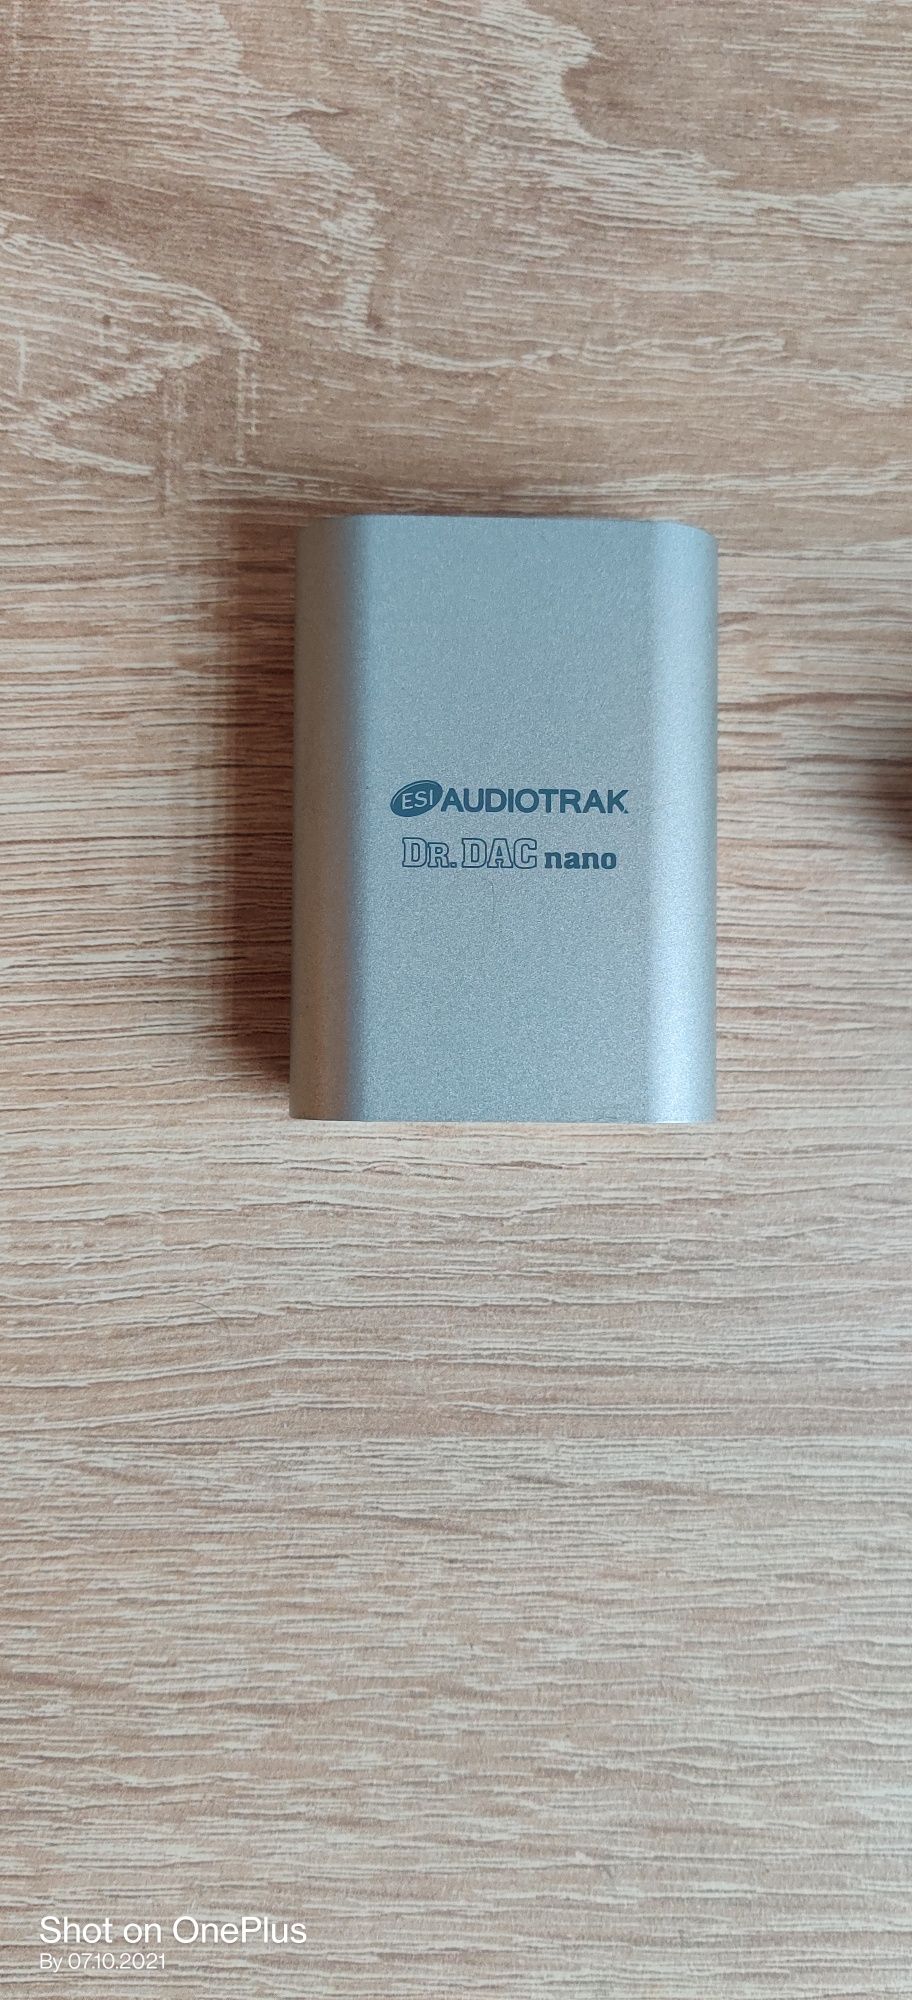 ESI AUDIOTRAK
DR. DAC nano
Shot on OnePlus
By 07.10.2021